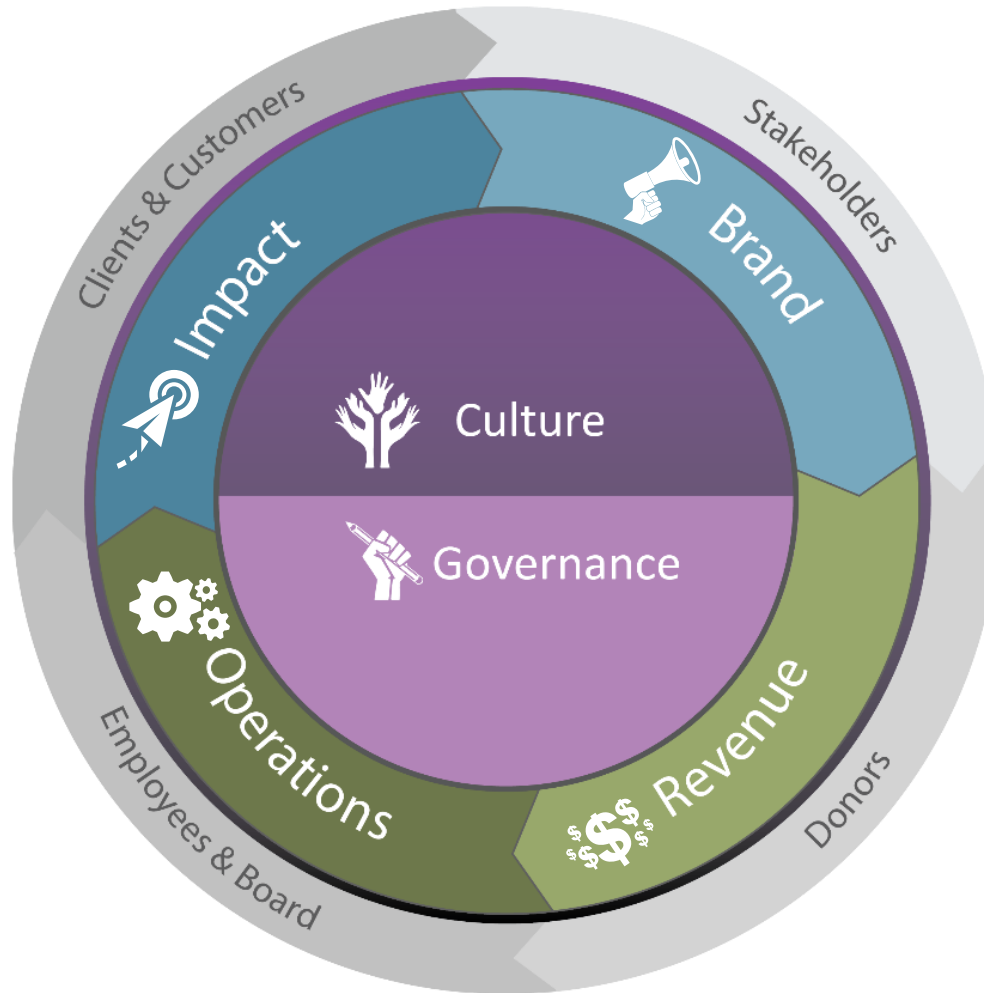 Clients & Customers
Stakeholders
Impact
Brand
Culture
Governance
Operations
Revenue
Employees & Board
Donors